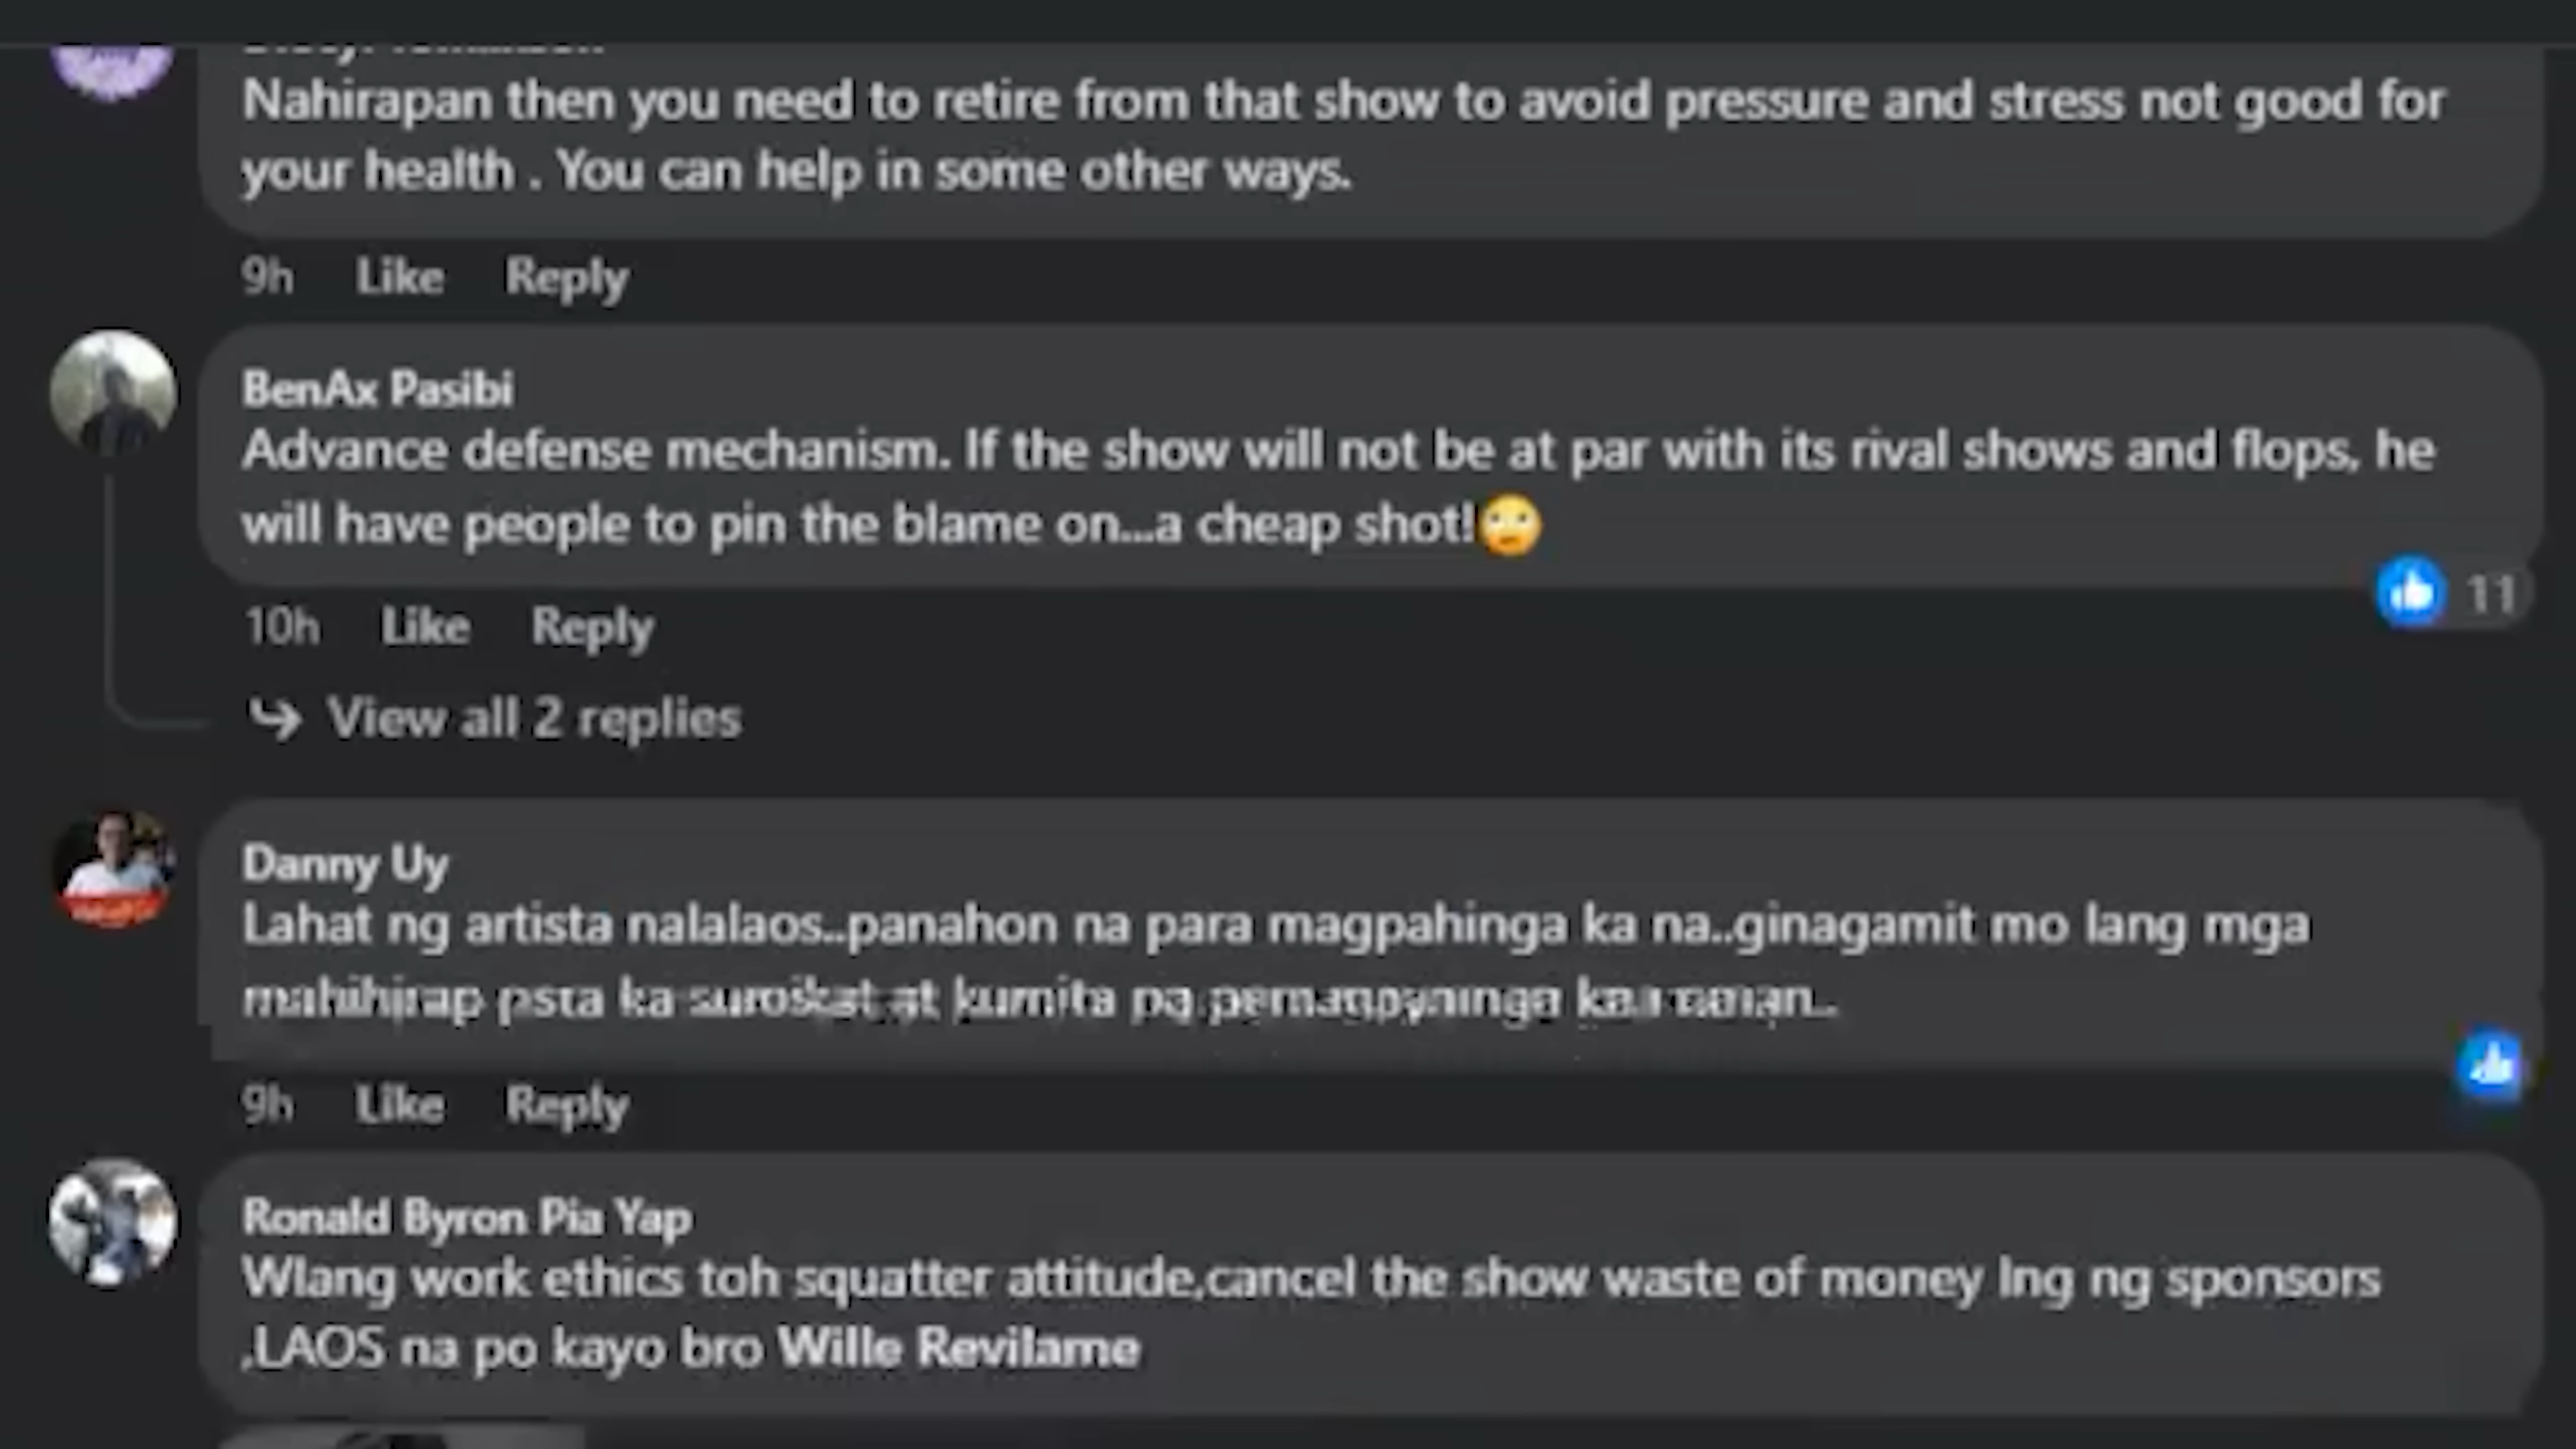 Nahirapan then you need to retire from that show to avoid pressure and stress not good for
your health . You can help in some other ways.
9h Like Reply
BenAx Pasibi
Advance defense mechanism. If the show will not be at par with its rival shows and flops, he
will have people to pin the blame on...a cheap shot!🙄
11
10h Like Reply
View all 2 replies
Danny Uy
Lahat ng artista nalalaos..panahon na para magpahinga ka na..ginagamit mo lang mga
mahihirap ka at kumita
9h Like Reply
Ronald Byron Pia Yap
Wlang work ethics toh squatter attitude,cancel the show waste of money lng ng sponsors
,LAOS na po kayo bro Wille Revilame